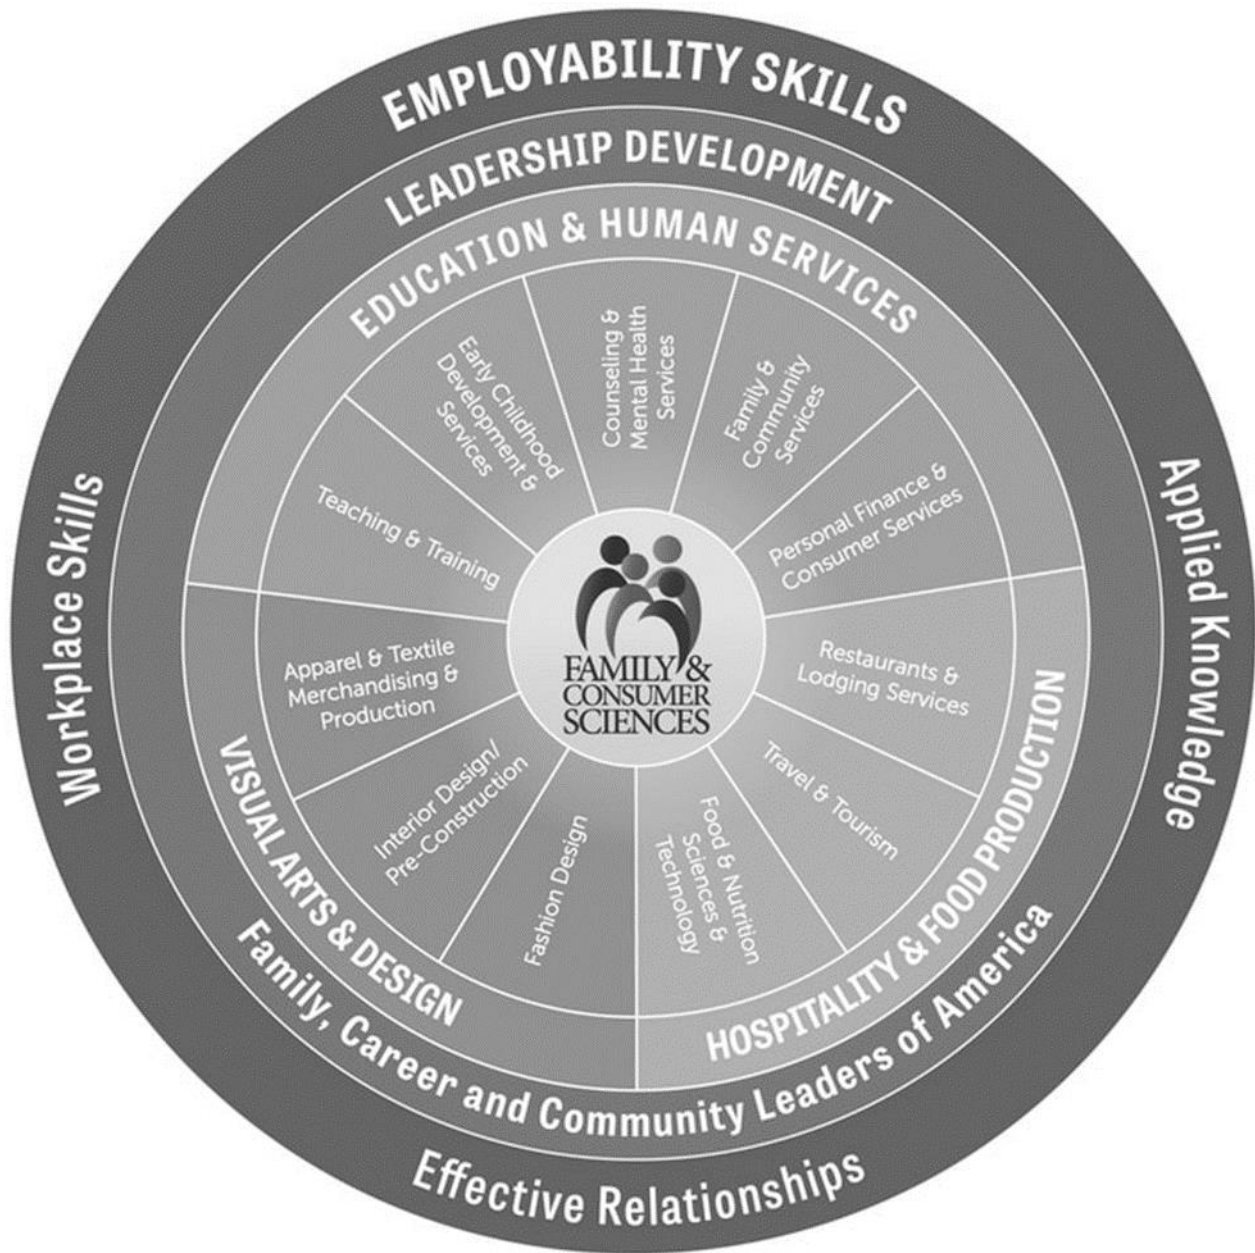 EMPLOYABILITY SKILLS
LEADERSHIP DEVELOPMENT
EDUCATION & HUMAN SERVICES
Teaching & Training
Early Childhood
Development &
Services
Counseling &
Mental Health
Services
Family &
Community
Services
Personal Finance &
Consumer Services
Restaurants &
Lodging Services
Travel & Tourism
Food & Nutrition
Sciences &
Technology
Fashion Design
Interior Design/
Pre-Construction
Apparel & Textile
Merchandising &
Production
FAMILY &
CONSUMER
SCIENCES
VISUAL ARTS & DESIGN
HOSPITALITY & FOOD PRODUCTION
Family, Career and Community Leaders of America
Workplace Skills
Applied Knowledge
Effective Relationships